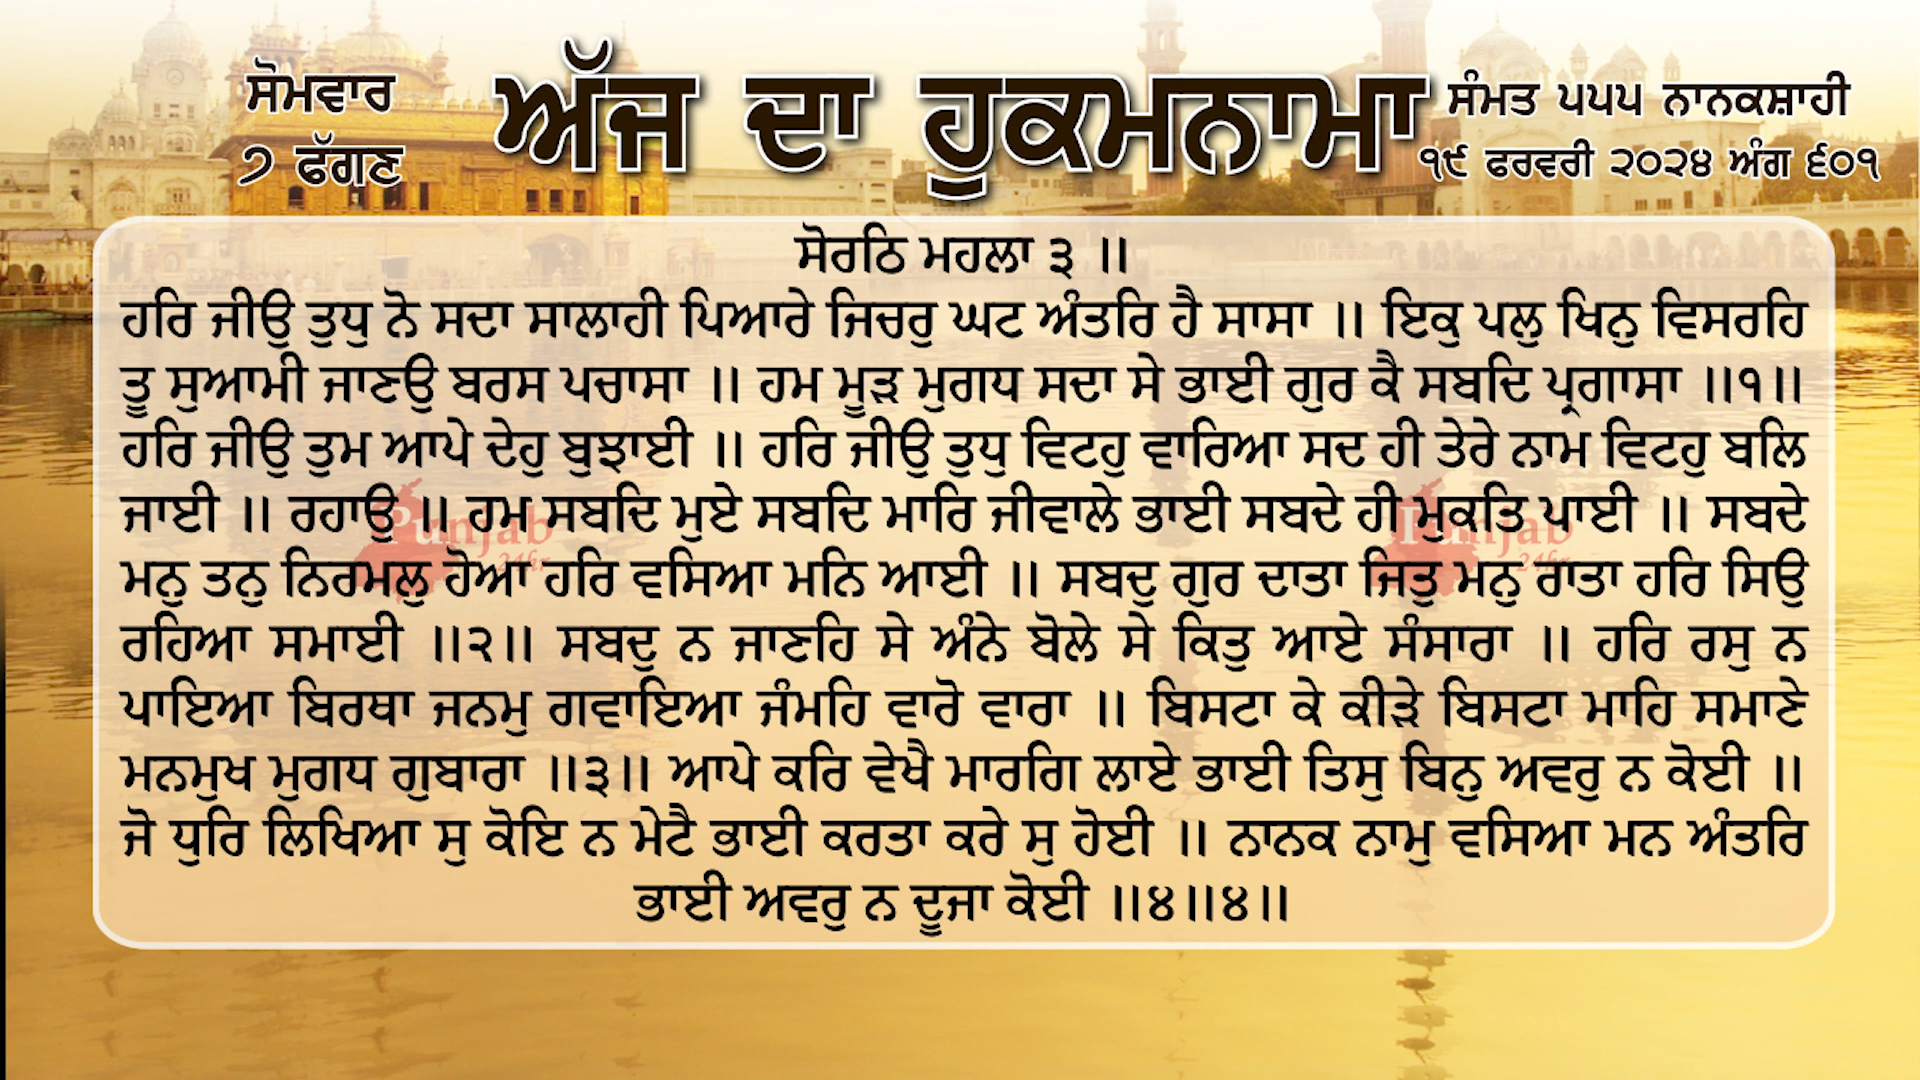 ਸੋਮਵਾਰ
੭ ਫੱਗਣ
ਅੱਜ ਦਾ ਹੁਕਮਨਾਮਾ
ਸੰਮਤ ੫੫੫ ਨਾਨਕਸ਼ਾਹੀ
੧੯ ਫਰਵਰੀ ੨੦੨੪ ਅੰਗ ੬੦੧
ਸੋਰਠਿ ਮਹਲਾ ੩ ॥
ਹਰਿ ਜੀਉ ਤੁਧੁ ਨੋ ਸਦਾ ਸਾਲਾਹੀ ਪਿਆਰੇ ਜਿਚਰੁ ਘਟ ਅੰਤਰਿ ਹੈ ਸਾਸਾ ॥ ਇਕੁ ਪਲੁ ਖਿਨੁ ਵਿਸਰਹਿ
ਤੂ ਸੁਆਮੀ ਜਾਣਉ ਬਰਸ ਪਚਾਸਾ ॥ ਹਮ ਮੂੜ ਮੁਗਧ ਸਦਾ ਸੇ ਭਾਈ ਗੁਰ ਕੈ ਸਬਦਿ ਪ੍ਰਗਾਸਾ ॥੧॥
ਹਰਿ ਜੀਉ ਤੁਮ ਆਪੇ ਦੇਹੁ ਬੁਝਾਈ ॥ ਹਰਿ ਜੀਉ ਤੁਧੁ ਵਿਟਹੁ ਵਾਰਿਆ ਸਦ ਹੀ ਤੇਰੇ ਨਾਮ ਵਿਟਹੁ ਬਲਿ
ਜਾਈ ॥ ਰਹਾਉ ॥ ਹਮ ਸਬਦਿ ਮੁਏ ਸਬਦਿ ਮਾਰਿ ਜੀਵਾਲੇ ਭਾਈ ਸਬਦੇ ਹੀ ਮੁਕਤਿ ਪਾਈ ॥ ਸਬਦੇ
ਮਨੁ ਤਨੁ ਨਿਰਮਲੁ ਹੋਆ ਹਰਿ ਵਸਿਆ ਮਨਿ ਆਈ ॥ ਸਬਦੁ ਗੁਰ ਦਾਤਾ ਜਿਤੁ ਮਨੁ ਰਾਤਾ ਹਰਿ ਸਿਉ
ਰਹਿਆ ਸਮਾਈ ॥੨॥ ਸਬਦੁ ਨ ਜਾਣਹਿ ਸੇ ਅੰਨੇ ਬੋਲੇ ਸੇ ਕਿਤੁ ਆਏ ਸੰਸਾਰਾ ॥ ਹਰਿ ਰਸੁ ਨ
ਪਾਇਆ ਬਿਰਥਾ ਜਨਮੁ ਗਵਾਇਆ ਜੰਮਹਿ ਵਾਰੋ ਵਾਰਾ ॥ ਬਿਸਟਾ ਕੇ ਕੀੜੇ ਬਿਸਟਾ ਮਾਹਿ ਸਮਾਣੇ
ਮਨਮੁਖ ਮੁਗਧ ਗੁਬਾਰਾ ॥੩॥ ਆਪੇ ਕਰਿ ਵੇਖੈ ਮਾਰਗਿ ਲਾਏ ਭਾਈ ਤਿਸੁ ਬਿਨੁ ਅਵਰੁ ਨ ਕੋਈ ॥
ਜੋ ਧੁਰਿ ਲਿਖਿਆ ਸੁ ਕੋਇ ਨ ਮੇਟੈ ਭਾਈ ਕਰਤਾ ਕਰੇ ਸੁ ਹੋਈ ॥ ਨਾਨਕ ਨਾਮੁ ਵਸਿਆ ਮਨ ਅੰਤਰਿ
ਭਾਈ ਅਵਰੁ ਨ ਦੂਜਾ ਕੋਈ ॥੪॥੪॥
Punjab
24hr
Punjab
24hr